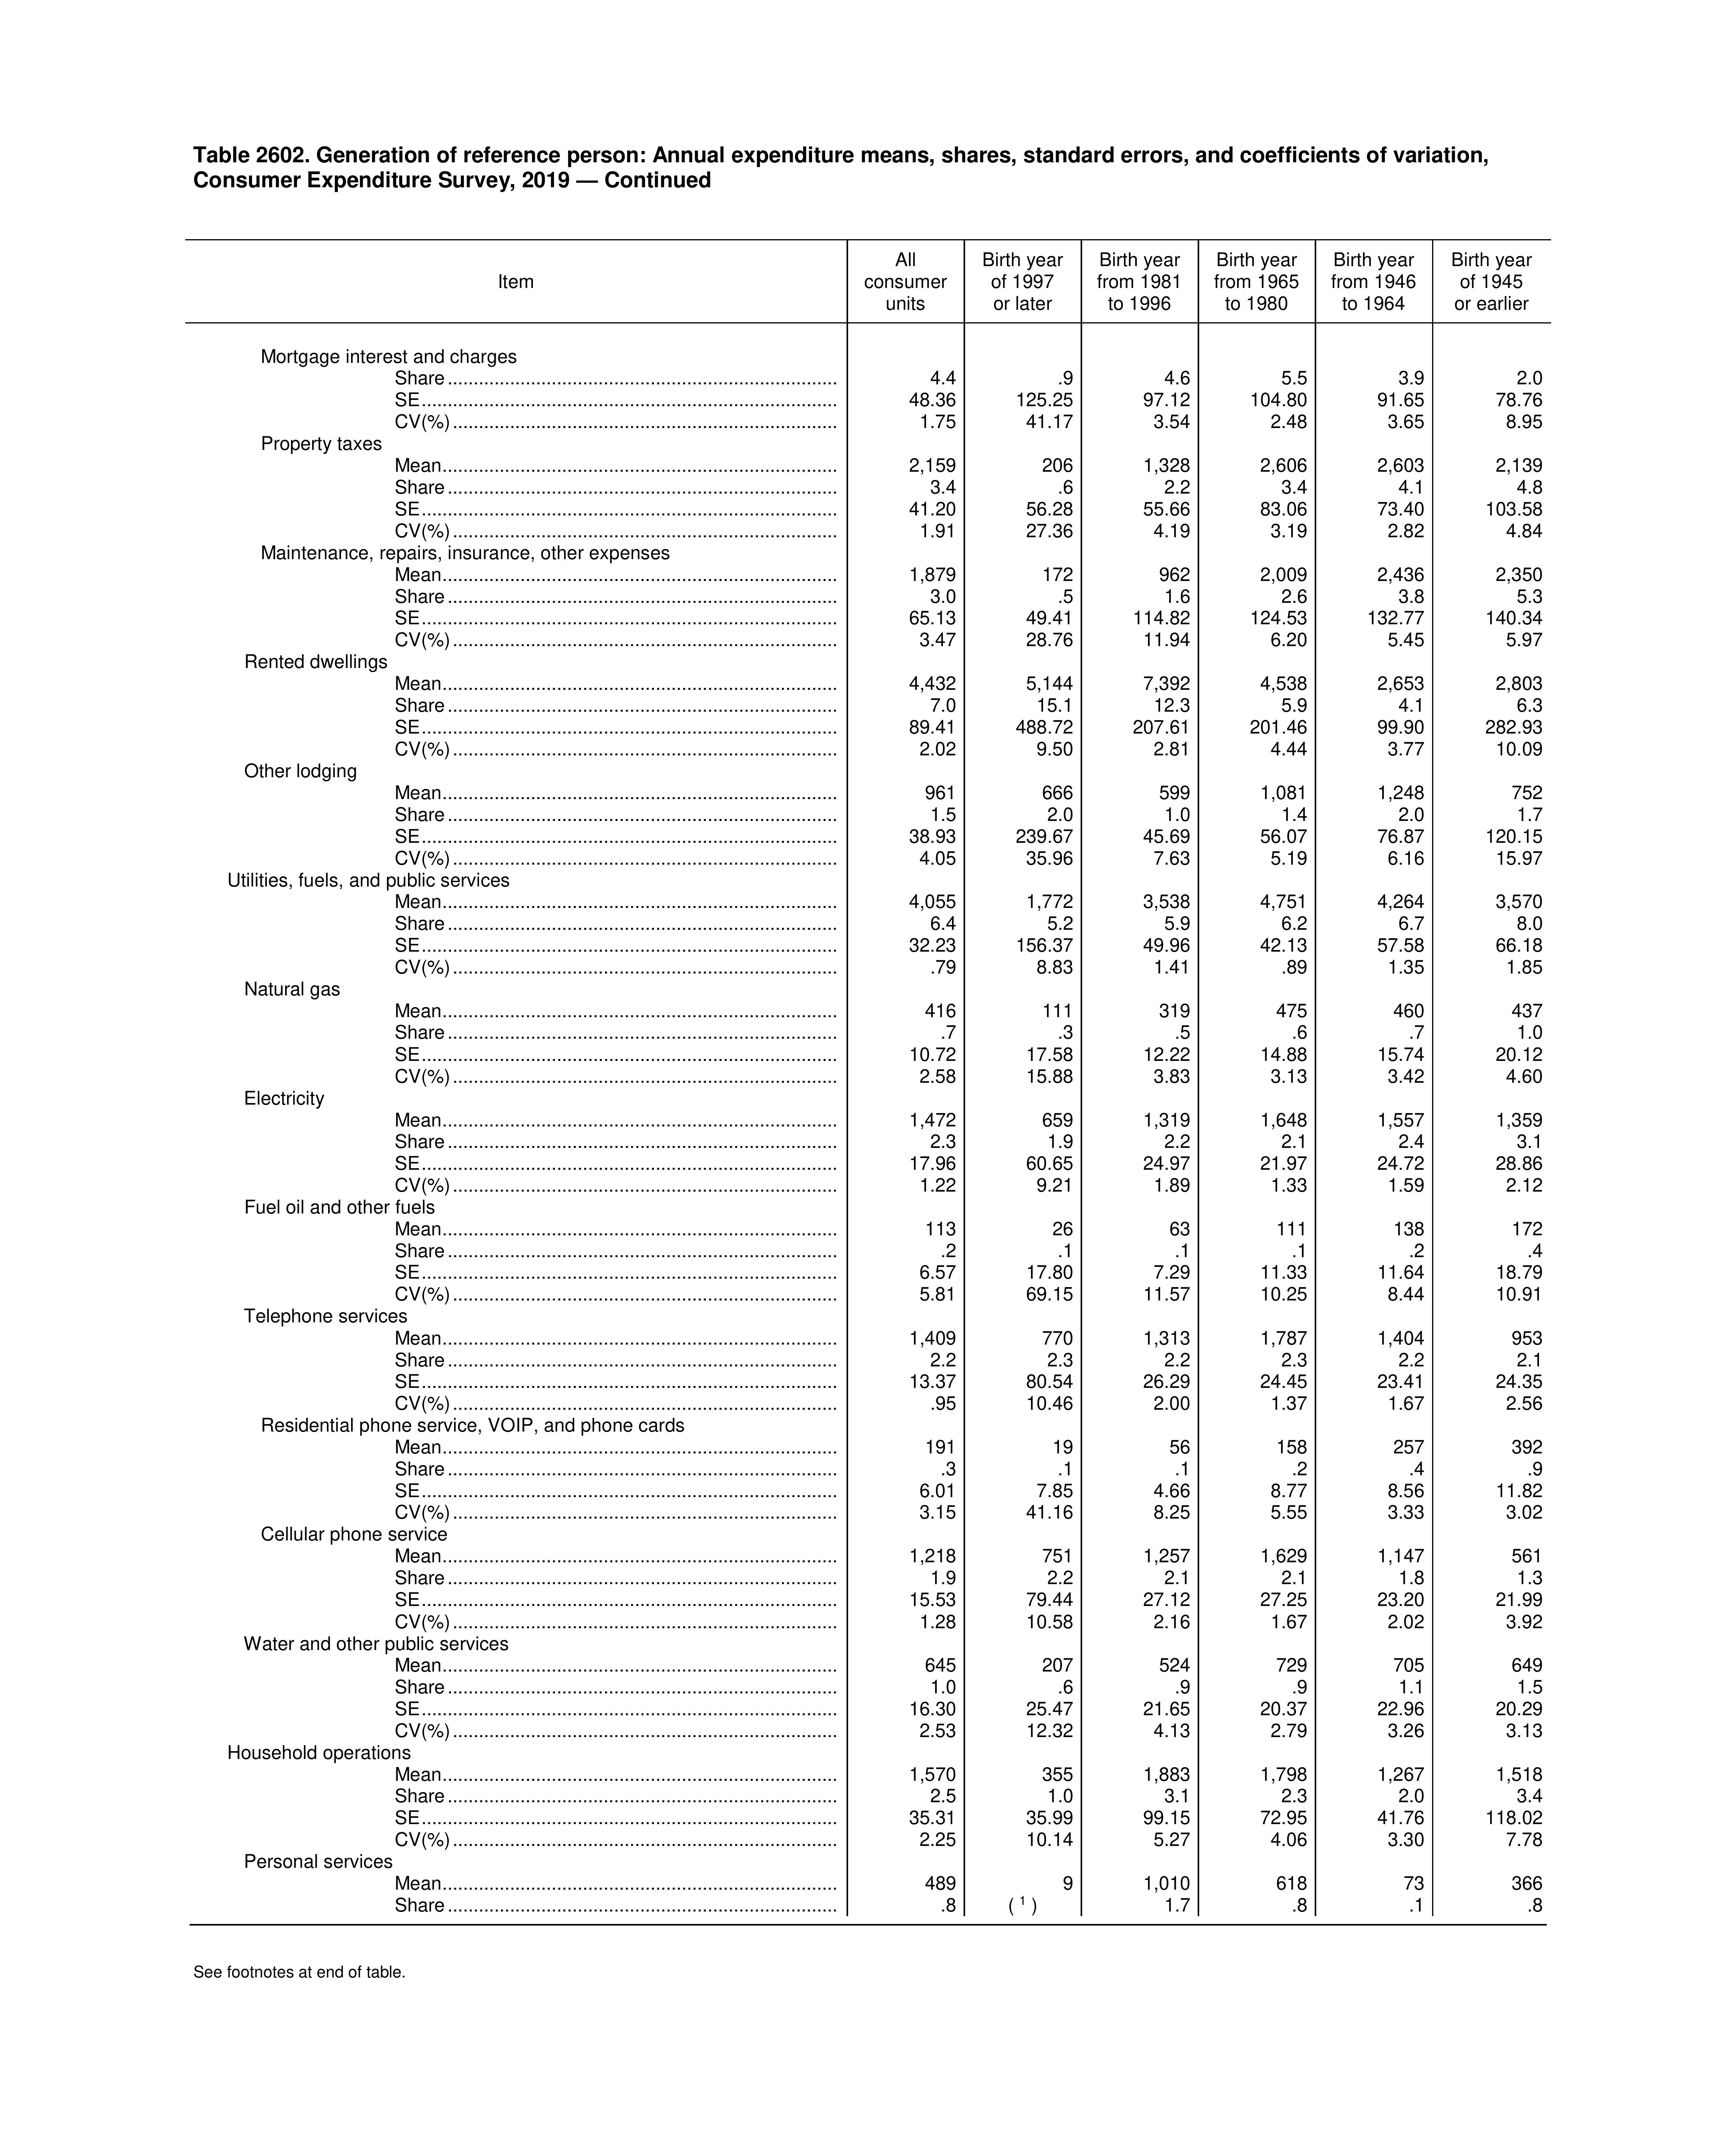 Table 2602. Generation of reference person: Annual expenditure means, shares, standard errors, and coefficients of variation,
Consumer Expenditure Survey, 2019 — Continued
Item | All consumer units | Birth year of 1997 or later | Birth year from 1981 to 1996 | Birth year from 1965 to 1980 | Birth year from 1946 to 1964 | Birth year of 1945 or earlier
Mortgage interest and charges
Share 4.4 .9 4.6 5.5 3.9 2.0
SE 48.36 125.25 97.12 104.80 91.65 78.76
CV(%) 1.75 41.17 3.54 2.48 3.65 8.95
Property taxes
Mean 2,159 206 1,328 2,606 2,603 2,139
Share 3.4 .6 2.2 3.4 4.1 4.8
SE 41.20 56.28 55.66 83.06 73.40 103.58
CV(%) 1.91 27.36 4.19 3.19 2.82 4.84
Maintenance, repairs, insurance, other expenses
Mean 1,879 172 962 2,009 2,436 2,350
Share 3.0 .5 1.6 2.6 3.8 5.3
SE 65.13 49.41 114.82 124.53 132.77 140.34
CV(%) 3.47 28.76 11.94 6.20 5.45 5.97
Rented dwellings
Mean 4,432 5,144 7,392 4,538 2,653 2,803
Share 7.0 15.1 12.3 5.9 4.1 6.3
SE 89.41 488.72 207.61 201.46 99.90 282.93
CV(%) 2.02 9.50 2.81 4.44 3.77 10.09
Other lodging
Mean 961 666 599 1,081 1,248 752
Share 1.5 2.0 1.0 1.4 2.0 1.7
SE 38.93 239.67 45.69 56.07 76.87 120.15
CV(%) 4.05 35.96 7.63 5.19 6.16 15.97
Utilities, fuels, and public services
Mean 4,055 1,772 3,538 4,751 4,264 3,570
Share 6.4 5.2 5.9 6.2 6.7 8.0
SE 32.23 156.37 49.96 42.13 57.58 66.18
CV(%) .79 8.83 1.41 .89 1.35 1.85
Natural gas
Mean 416 111 319 475 460 437
Share .7 .3 .5 .6 .7 1.0
SE 10.72 17.58 12.22 14.88 15.74 20.12
CV(%) 2.58 15.88 3.83 3.13 3.42 4.60
Electricity
Mean 1,472 659 1,319 1,648 1,557 1,359
Share 2.3 1.9 2.2 2.1 2.4 3.1
SE 17.96 60.65 24.97 21.97 24.72 28.86
CV(%) 1.22 9.21 1.89 1.33 1.59 2.12
Fuel oil and other fuels
Mean 113 26 63 111 138 172
Share .2 .1 .1 .1 .2 .4
SE 6.57 17.80 7.29 11.33 11.64 18.79
CV(%) 5.81 69.15 11.57 10.25 8.44 10.91
Telephone services
Mean 1,409 770 1,313 1,787 1,404 953
Share 2.2 2.3 2.2 2.3 2.2 2.1
SE 13.37 80.54 26.29 24.45 23.41 24.35
CV(%) .95 10.46 2.00 1.37 1.67 2.56
Residential phone service, VOIP, and phone cards
Mean 191 19 56 158 257 392
Share .3 .1 .1 .2 .4 .9
SE 6.01 7.85 4.66 8.77 8.56 11.82
CV(%) 3.15 41.16 8.25 5.55 3.33 3.02
Cellular phone service
Mean 1,218 751 1,257 1,629 1,147 561
Share 1.9 2.2 2.1 2.1 1.8 1.3
SE 15.53 79.44 27.12 27.25 23.20 21.99
CV(%) 1.28 10.58 2.16 1.67 2.02 3.92
Water and other public services
Mean 645 207 524 729 705 649
Share 1.0 .6 .9 .9 1.1 1.5
SE 16.30 25.47 21.65 20.37 22.96 20.29
CV(%) 2.53 12.32 4.13 2.79 3.26 3.13
Household operations
Mean 1,570 355 1,883 1,798 1,267 1,518
Share 2.5 1.0 3.1 2.3 2.0 3.4
SE 35.31 35.99 99.15 72.95 41.76 118.02
CV(%) 2.25 10.14 5.27 4.06 3.30 7.78
Personal services
Mean 489 9 1,010 618 73 366
Share .8 ( 1 ) 1.7 .8 .1 .8
See footnotes at end of table.